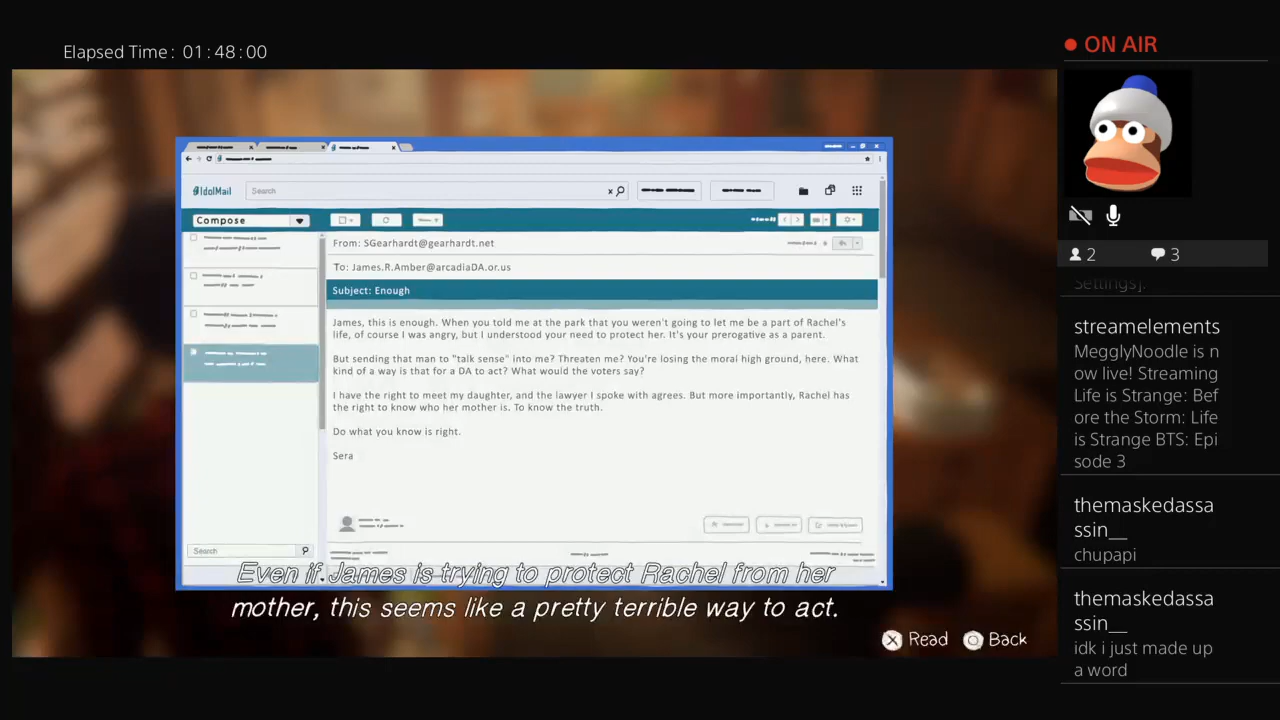 Elapsed Time: 01:48:00
ON AIR
2
3
Settings].
streamelements
MegglyNoodle is n
ow live! Streaming
Life is Strange: Bef
ore the Storm: Life
is Strange BTS: Epi
sode 3
themaskedassa
ssin__
chupapi
themaskedassa
ssin__
idk i just made up
a word
IdolMail
Search
x
Compose
From: SGearhardt@gearhardt.net
To: James.R.Amber@arcadiaDA.or.us
Subject: Enough
James, this is enough. When you told me at the park that you weren't going to let me be a part of Rachel's
life, of course I was angry, but I understood your need to protect her. It's your prerogative as a parent.
But sending that man to "talk sense" into me? Threaten me? You're losing the moral high ground, here. What
kind of a way is that for a DA to act? What would the voters say?
I have the right to meet my daughter, and the lawyer I spoke with agrees. But more importantly, Rachel has
the right to know who her mother is. To know the truth.
Do what you know is right.
Sera
Search
Even if James is trying to protect Rachel from her
mother, this seems like a pretty terrible way to act.
Read
Back